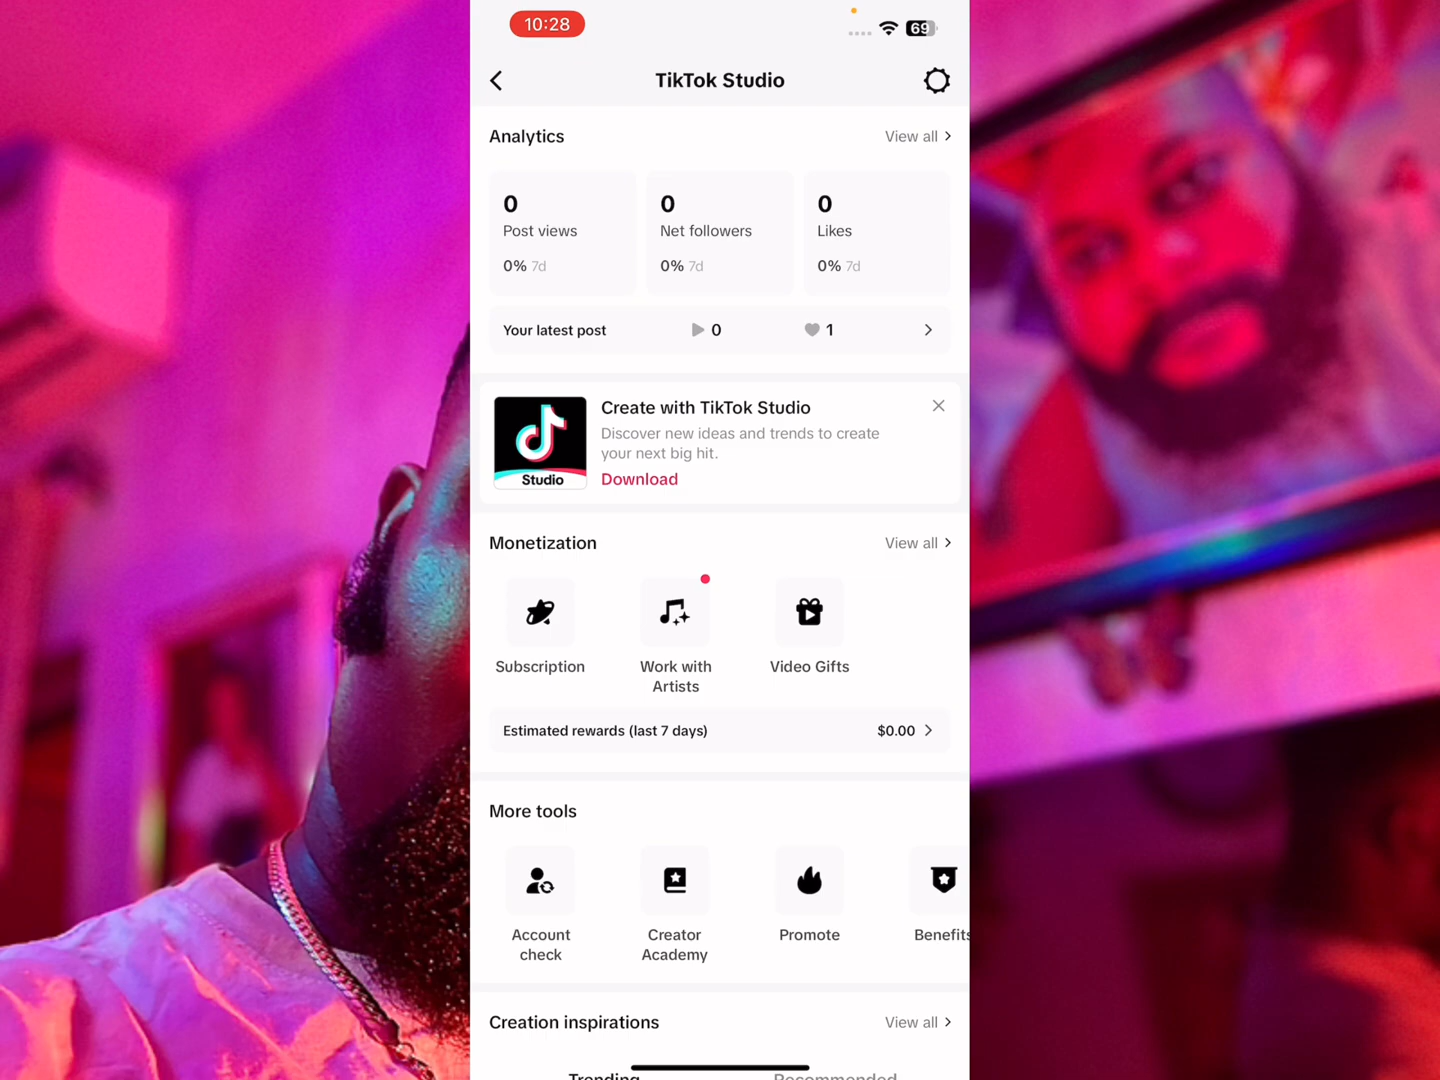 10:28
69
TikTok Studio
Analytics
View all
0
Post views
0% 7d
0
Net followers
0% 7d
0
Likes
0% 7d
Your latest post
0
1
Create with TikTok Studio
Discover new ideas and trends to create
your next big hit.
Download
Studio
Monetization
View all
Subscription
Work with
Artists
Video Gifts
Estimated rewards (last 7 days)
$0.00
More tools
Account
check
Creator
Academy
Promote
Benefits
Creation inspirations
View all
Trending
Recommended